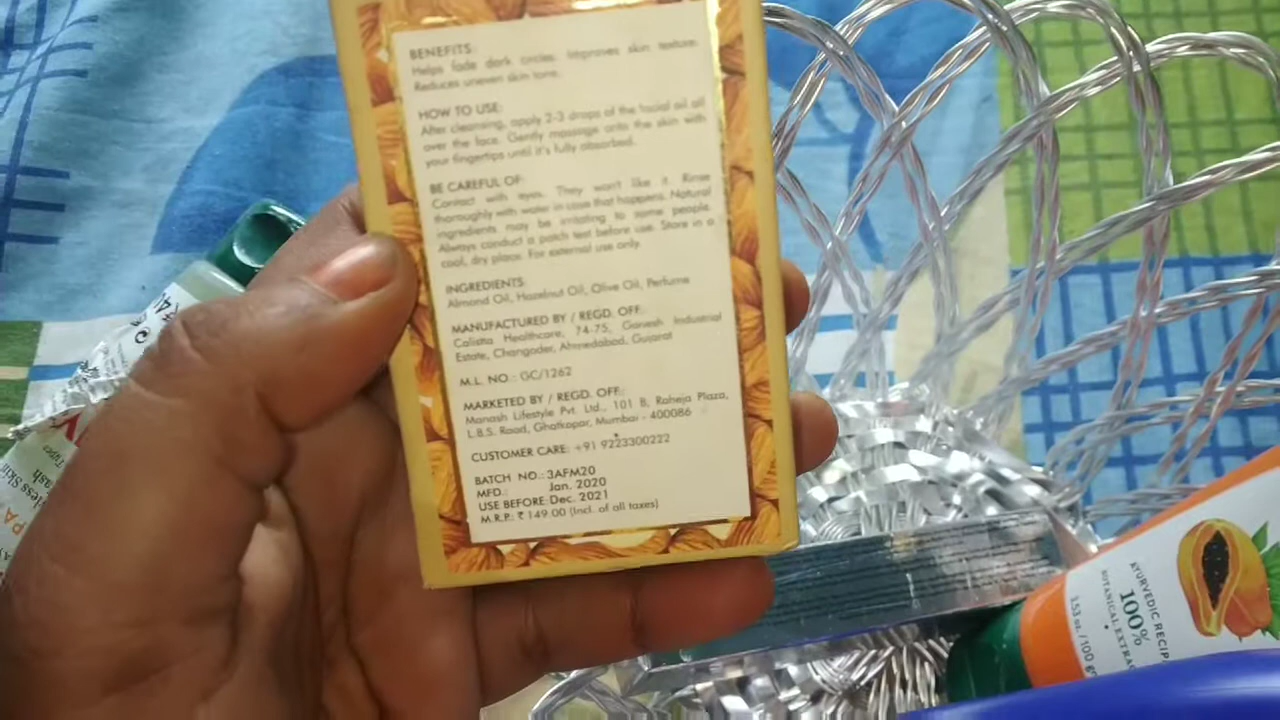 BENEFITS:
Helps fade dark circles. Improves skin texture.
Reduces uneven skin tone.
HOW TO USE:
After cleansing, apply 2-3 drops of the facial oil all
over the face. Gently massage onto the skin with
your fingertips until it's fully absorbed.
BE CAREFUL OF:
Contact with eyes. They won't like it. Rinse
thoroughly with water in case that happens. Natural
ingredients may be irritating to some people.
Always conduct a patch test before use. Store in a
cool, dry place. For external use only.
INGREDIENTS:
Almond Oil, Hazelnut Oil, Olive Oil, Perfume
MANUFACTURED BY / REGD. OFF.:
Calista Healthcare, 74-75, Ganesh Industrial
Estate, Changodar, Ahmedabad, Gujarat
M.L. NO.: GC/1262
MARKETED BY / REGD. OFF.:
Manash Lifestyle Pvt. Ltd., 101 B, Raheja Plaza,
L.B.S. Road, Ghatkopar, Mumbai - 400086
CUSTOMER CARE: +91 9223300222
BATCH NO.: 3AFM20
MFD.: Jan. 2020
USE BEFORE: Dec. 2021
M.R.P.: ₹ 149.00 (Incl. of all taxes)
AYURVEDIC RECIP
100%
BOTANICAL EXTRAC
3.53 oz. / 100 g